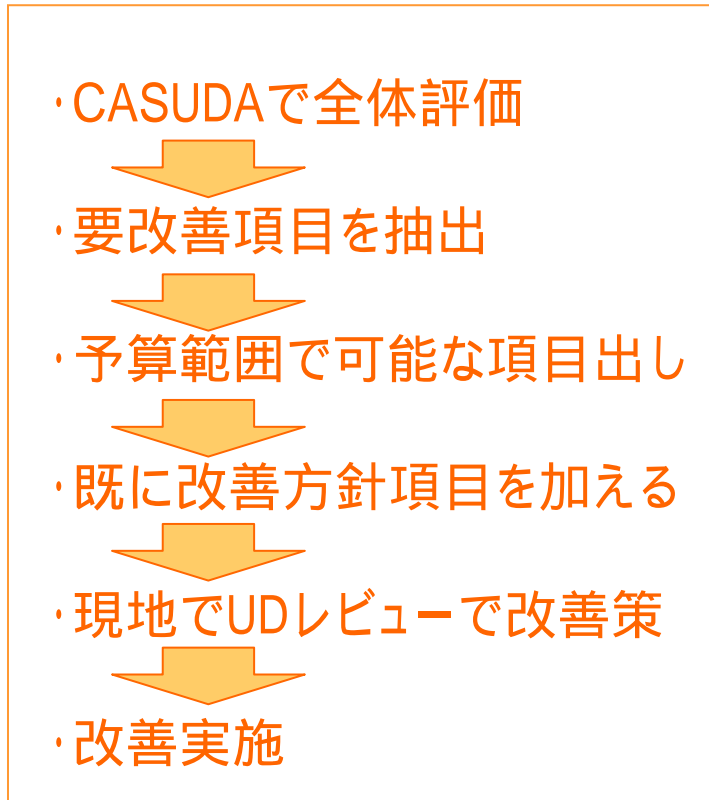 ・CASUDAで全体評価
・要改善項目を抽出
・予算範囲で可能な項目出し
・既に改善方針項目を加える
・現地でUDレビューで改善策
・改善実施